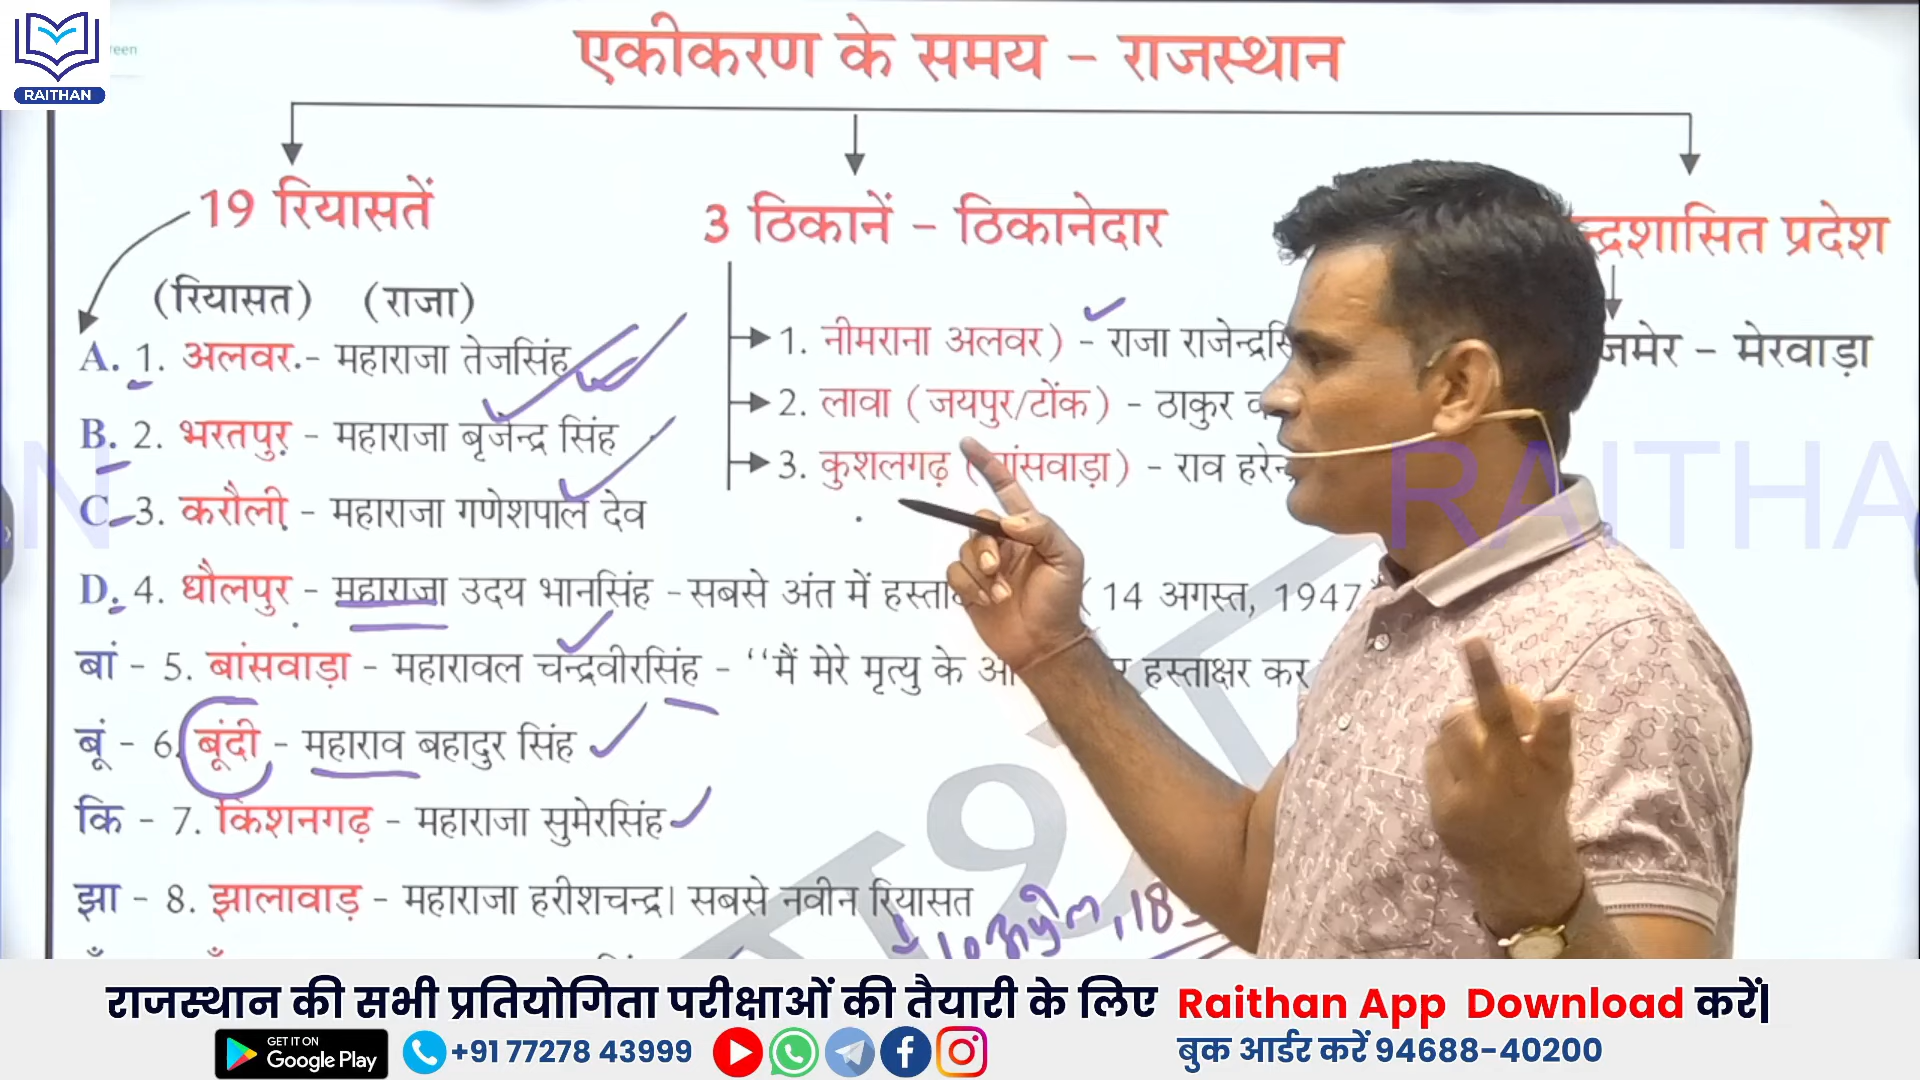 RAITHAN
reen
एकीकरण के समय – राजस्थान
19 रियासतें
3 ठिकानें – ठिकानेदार
न्द्रशासित प्रदेश
(रियासत) (राजा)
A. 1. अलवर.– महाराजा तेजसिंह
1. नीमराना अलवर) – राजा राजेन्द्रसि
जमेर – मेरवाड़ा
2. लावा (जयपुर/टोंक) – ठाकुर
B. 2. भरतपुर – महाराजा बृजेन्द्र सिंह
3. कुशलगढ़ (बांसवाड़ा) – राव हरेन्
C. 3. करौली – महाराजा गणेशपाल देव
RAITHA
AN
D. 4. धौलपुर – महाराजा उदय भानसिंह – सबसे अंत में हस्ता ( 14 अगस्त, 1947
बां – 5. बांसवाड़ा – महारावल चन्द्रवीरसिंह – ‘‘मैं मेरे मृत्यु के हस्ताक्षर कर
बूं – 6. बूंदी – महाराव बहादुर सिंह
कि – 7. किशनगढ़ – महाराजा सुमेरसिंह
झा – 8. झालावाड़ – महाराजा हरीशचन्द्र। सबसे नवीन रियासत
राजस्थान की सभी प्रतियोगिता परीक्षाओं की तैयारी के लिए Raithan App Download करें|
GET IT ON
Google Play
+91 77278 43999
बुक आर्डर करें 94688-40200